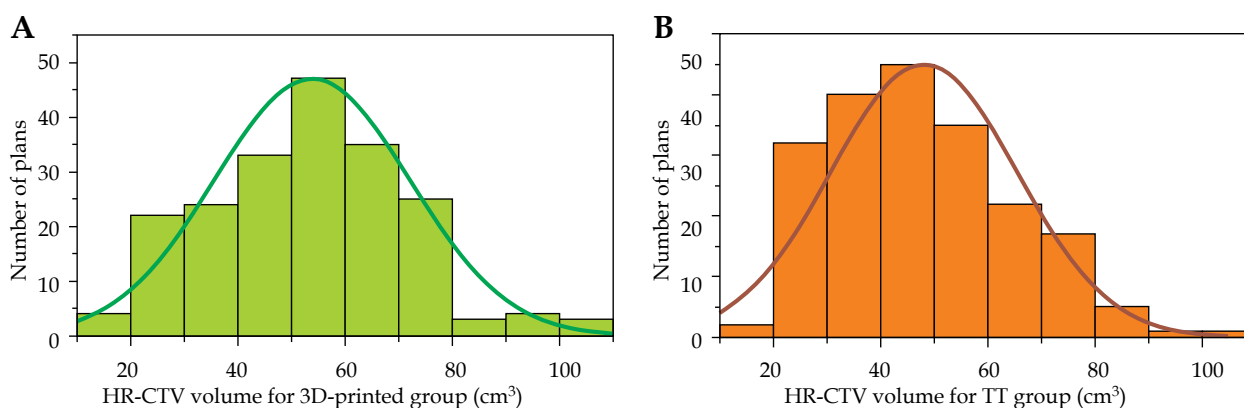 A
Number of plans
50
40
30
20
10
0
20 40 60 80 100
HR-CTV volume for 3D-printed group (cm³)
B
Number of plans
50
40
30
20
10
0
20 40 60 80 100
HR-CTV volume for TT group (cm³)